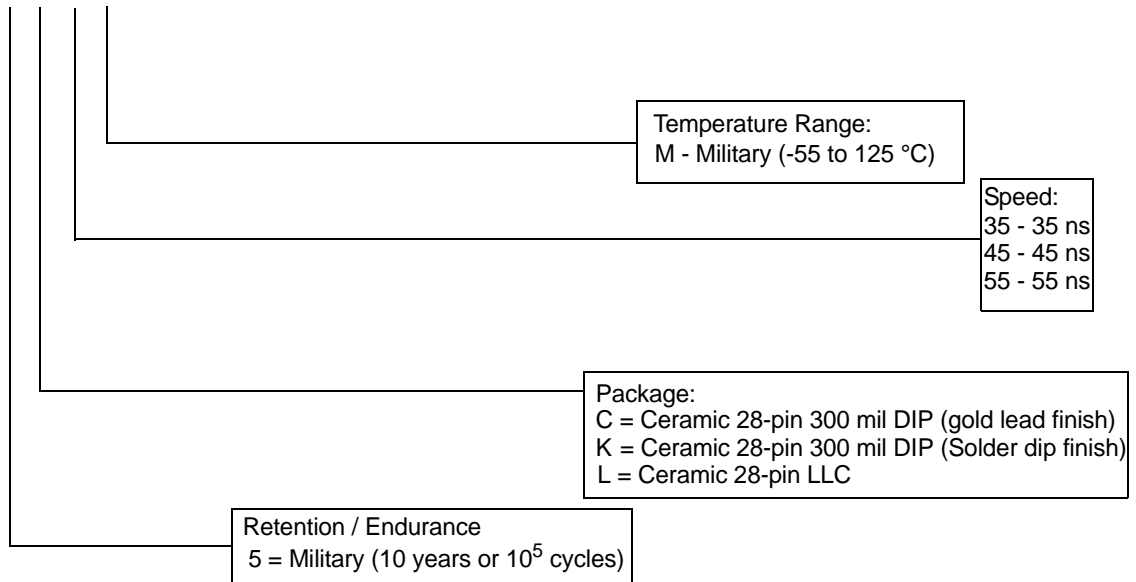 Temperature Range:
M - Military (-55 to 125 °C)
Speed:
35 - 35 ns
45 - 45 ns
55 - 55 ns
Package:
C = Ceramic 28-pin 300 mil DIP (gold lead finish)
K = Ceramic 28-pin 300 mil DIP (Solder dip finish)
L = Ceramic 28-pin LLC
Retention / Endurance
5 = Military (10 years or 10⁵ cycles)